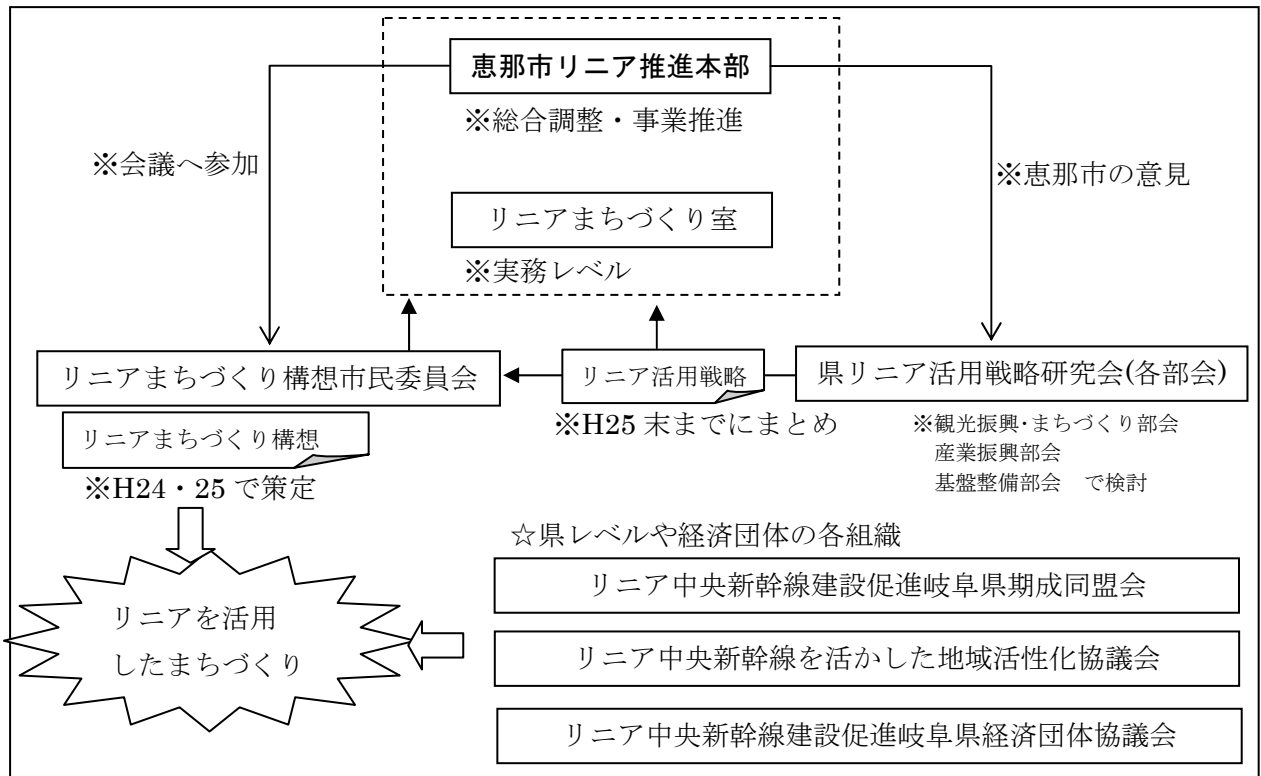 恵那市リニア推進本部
※総合調整・事業推進
※会議へ参加
※恵那市の意見
リニアまちづくり室
※実務レベル
リニアまちづくり構想市民委員会
リニア活用戦略
県リニア活用戦略研究会(各部会)
※H25 末までにまとめ
※観光振興・まちづくり部会
産業振興部会
基盤整備部会　で検討
リニアまちづくり構想
※H24・25 で策定
☆県レベルや経済団体の各組織
リニア中央新幹線建設促進岐阜県期成同盟会
リニアを活用
したまちづくり
リニア中央新幹線を活かした地域活性化協議会
リニア中央新幹線建設促進岐阜県経済団体協議会